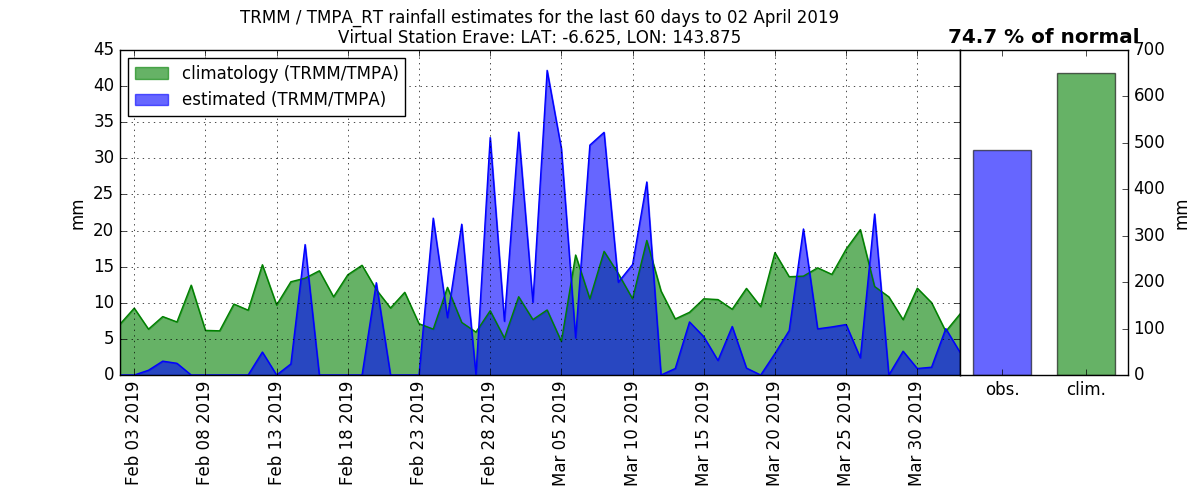 TRMM / TMPA_RT rainfall estimates for the last 60 days to 02 April 2019
Virtual Station Erave: LAT: -6.625, LON: 143.875
74.7 % of normal
climatology (TRMM/TMPA)
estimated (TRMM/TMPA)
45
40
35
30
25
20
15
10
5
0
mm
Feb 03 2019
Feb 08 2019
Feb 13 2019
Feb 18 2019
Feb 23 2019
Feb 28 2019
Mar 05 2019
Mar 10 2019
Mar 15 2019
Mar 20 2019
Mar 25 2019
Mar 30 2019
700
600
500
400
300
200
100
0
mm
obs.
clim.